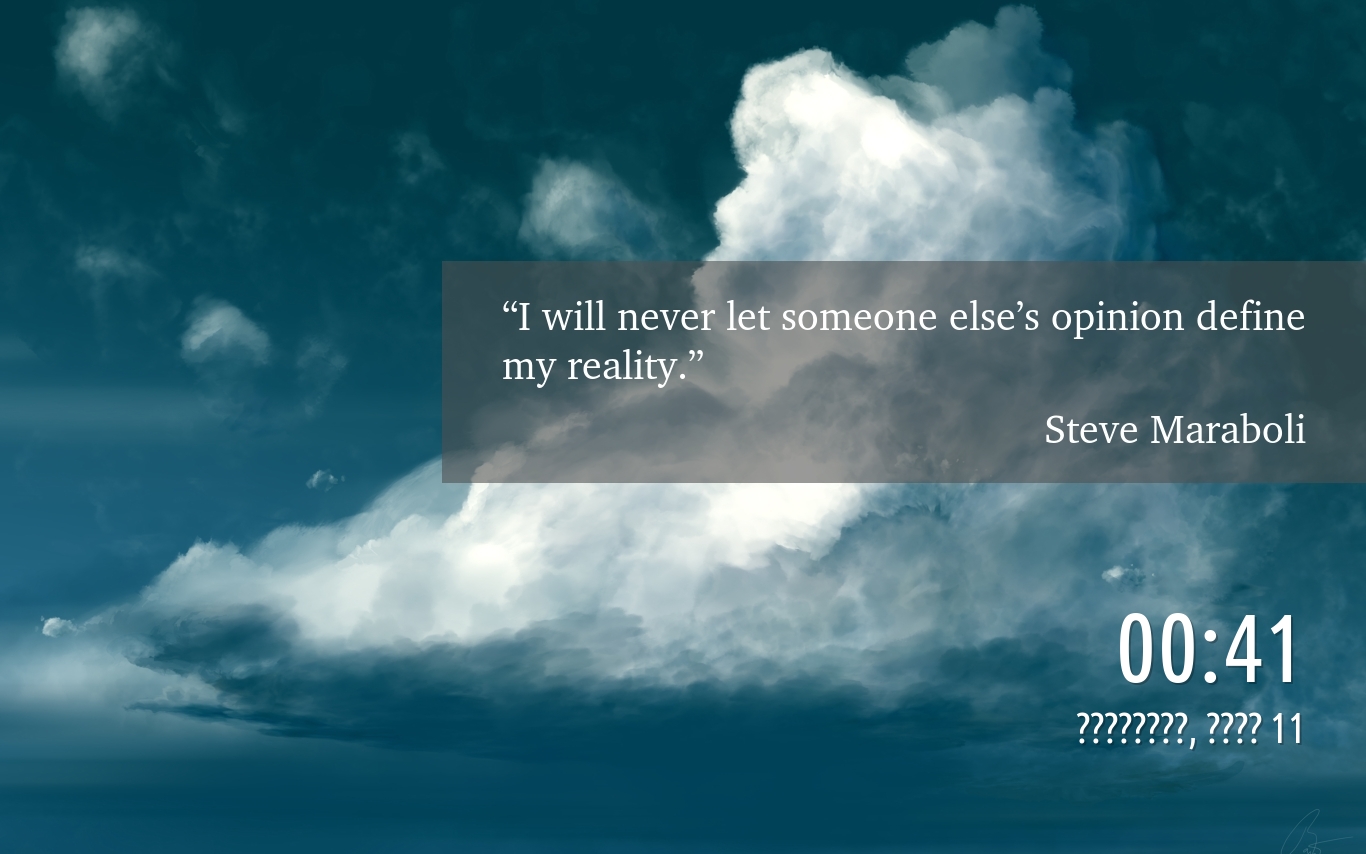 “I will never let someone else’s opinion define
my reality.”
Steve Maraboli
00:41
????????, ???? 11